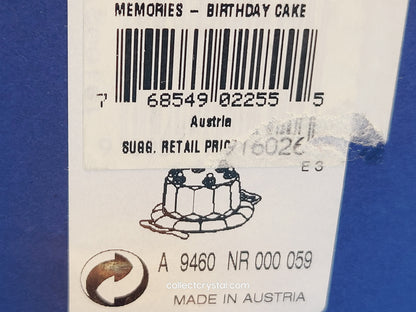 MEMORIES – BIRTHDAY CAKE
7 68549 02255 5
Austria
SUGG. RETAIL PRIC
E 3
A 9460 NR 000 059
collectcrystal.com
MADE IN AUSTRIA